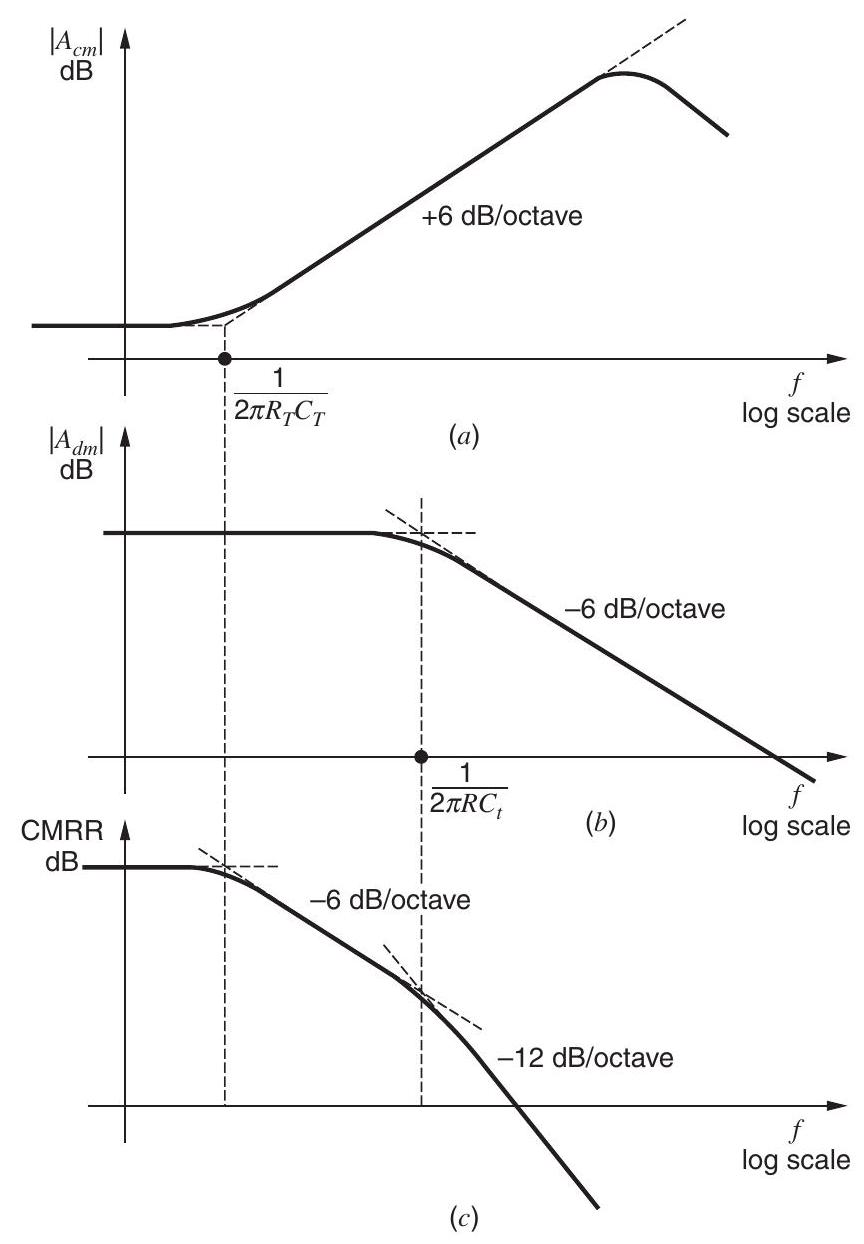 |A_cm|
dB
+6 dB/octave
1
2πR_TC_T
f
log scale
(a)
|A_dm|
dB
–6 dB/octave
1
2πRC_t
f
log scale
(b)
CMRR
dB
–6 dB/octave
–12 dB/octave
f
log scale
(c)